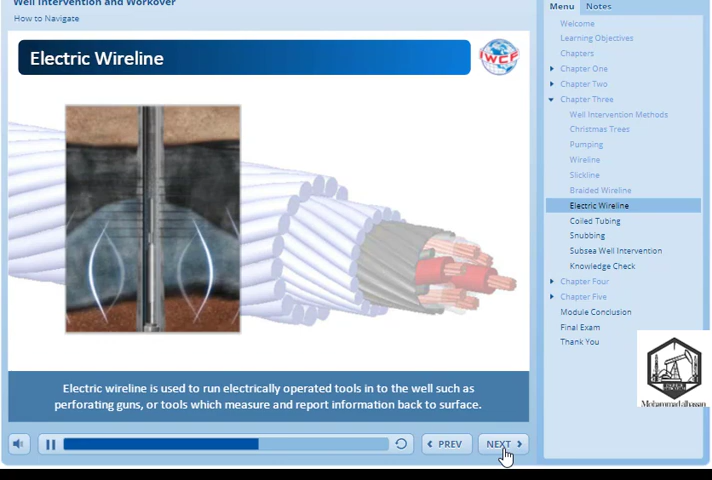 Well Intervention and Workover
How to Navigate
Electric Wireline
IWCF
Electric wireline is used to run electrically operated tools in to the well such as
perforating guns, or tools which measure and report information back to surface.
PREV
NEXT
Menu
Notes
Welcome
Learning Objectives
Chapters
Chapter One
Chapter Two
Chapter Three
Well Intervention Methods
Christmas Trees
Pumping
Wireline
Slickline
Braided Wireline
Electric Wireline
Coiled Tubing
Snubbing
Subsea Well Intervention
Knowledge Check
Chapter Four
Chapter Five
Module Conclusion
Final Exam
Thank You